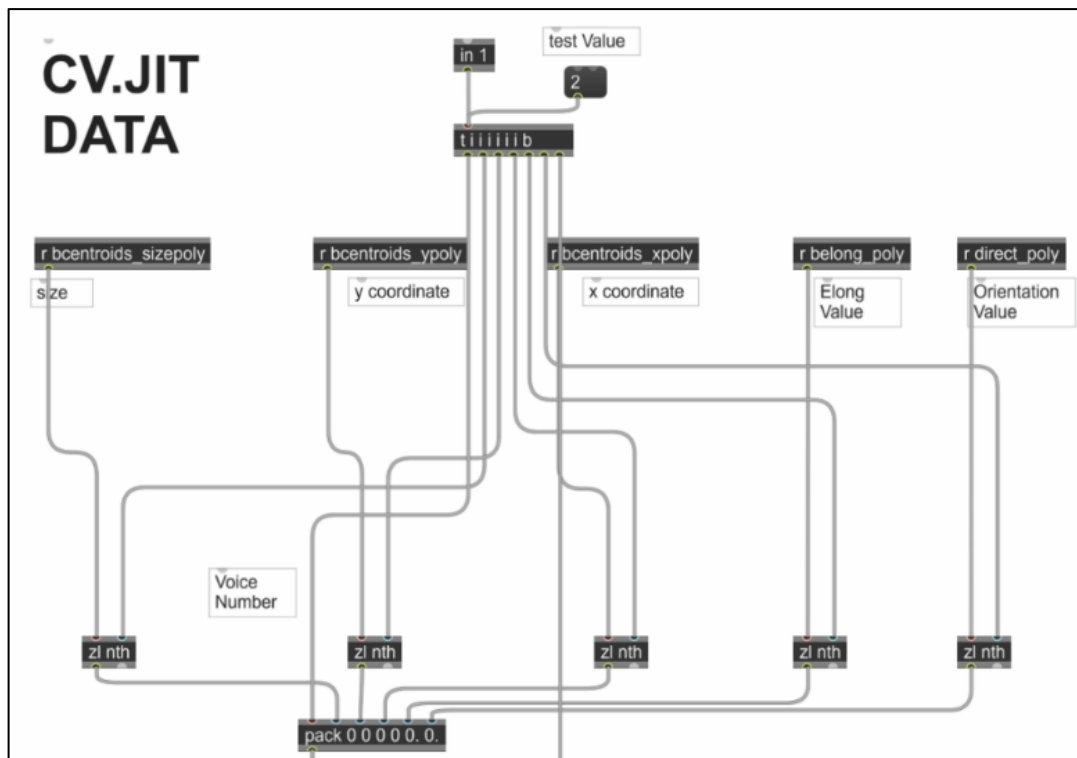 CV.JIT
DATA
in 1
test Value
2
t i i i i i i b
r bcentroids_sizepoly
r bcentroids_ypoly
r bcentroids_xpoly
r belong_poly
r direct_poly
size
y coordinate
x coordinate
Elong
Value
Orientation
Value
Voice
Number
zl nth
zl nth
zl nth
zl nth
zl nth
pack 0 0 0 0 0. 0.